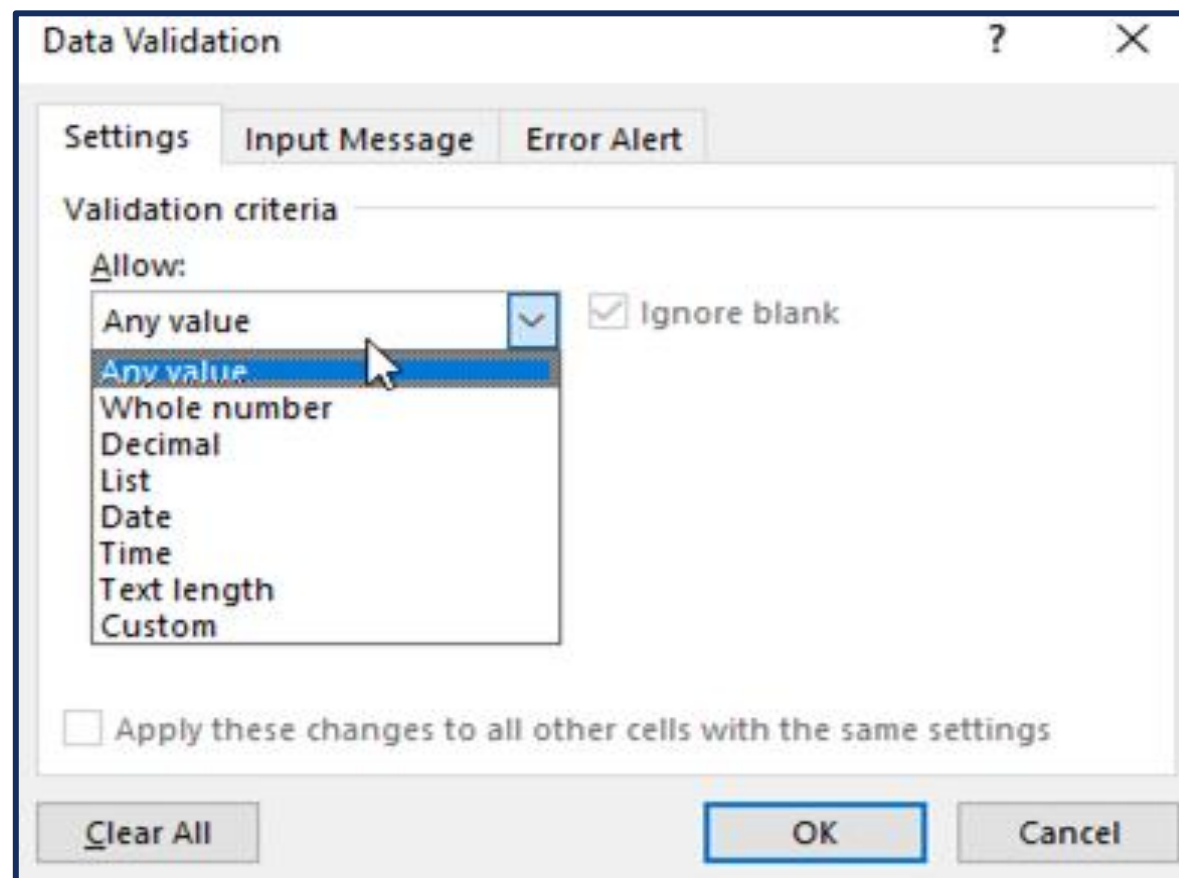 Data Validation ? ×
Settings Input Message Error Alert
Validation criteria
Allow:
Any value Ignore blank
Any value
Whole number
Decimal
List
Date
Time
Text length
Custom
Apply these changes to all other cells with the same settings
Clear All OK Cancel